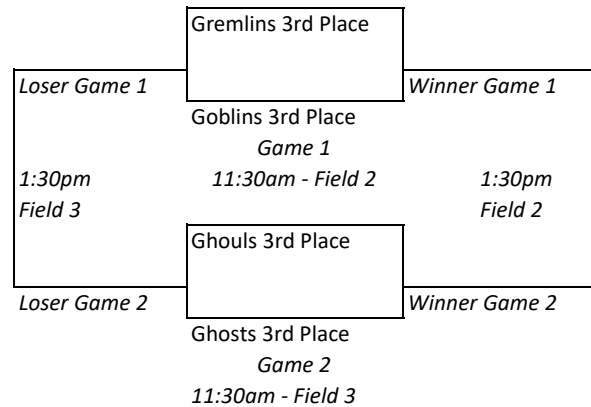 Gremlins 3rd Place
Loser Game 1 Winner Game 1
Goblins 3rd Place
Game 1
1:30pm 11:30am - Field 2 1:30pm
Field 3 Field 2
Ghouls 3rd Place
Loser Game 2 Winner Game 2
Ghosts 3rd Place
Game 2
11:30am - Field 3